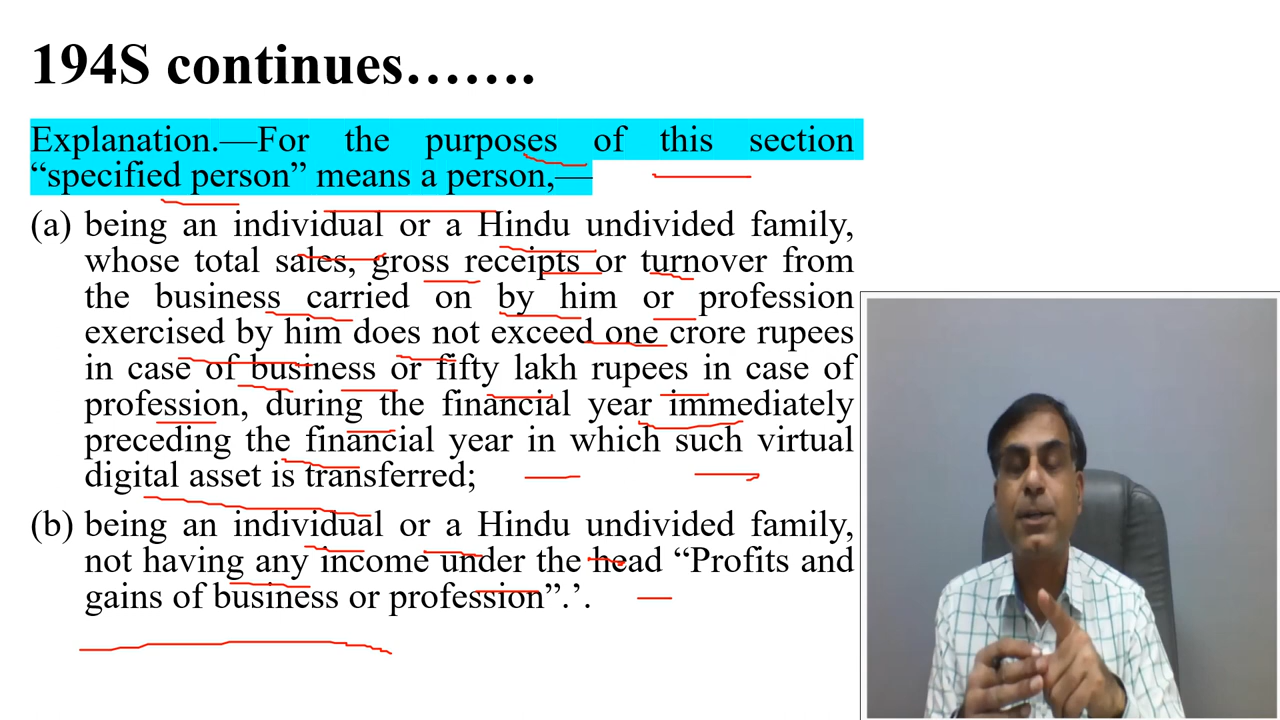 194S continues…….
Explanation.—For the purposes of this section
“specified person” means a person,—
(a) being an individual or a Hindu undivided family,
whose total sales, gross receipts or turnover from
the business carried on by him or profession
exercised by him does not exceed one crore rupees
in case of business or fifty lakh rupees in case of
profession, during the financial year immediately
preceding the financial year in which such virtual
digital asset is transferred;
(b) being an individual or a Hindu undivided family,
not having any income under the head “Profits and
gains of business or profession”.’.